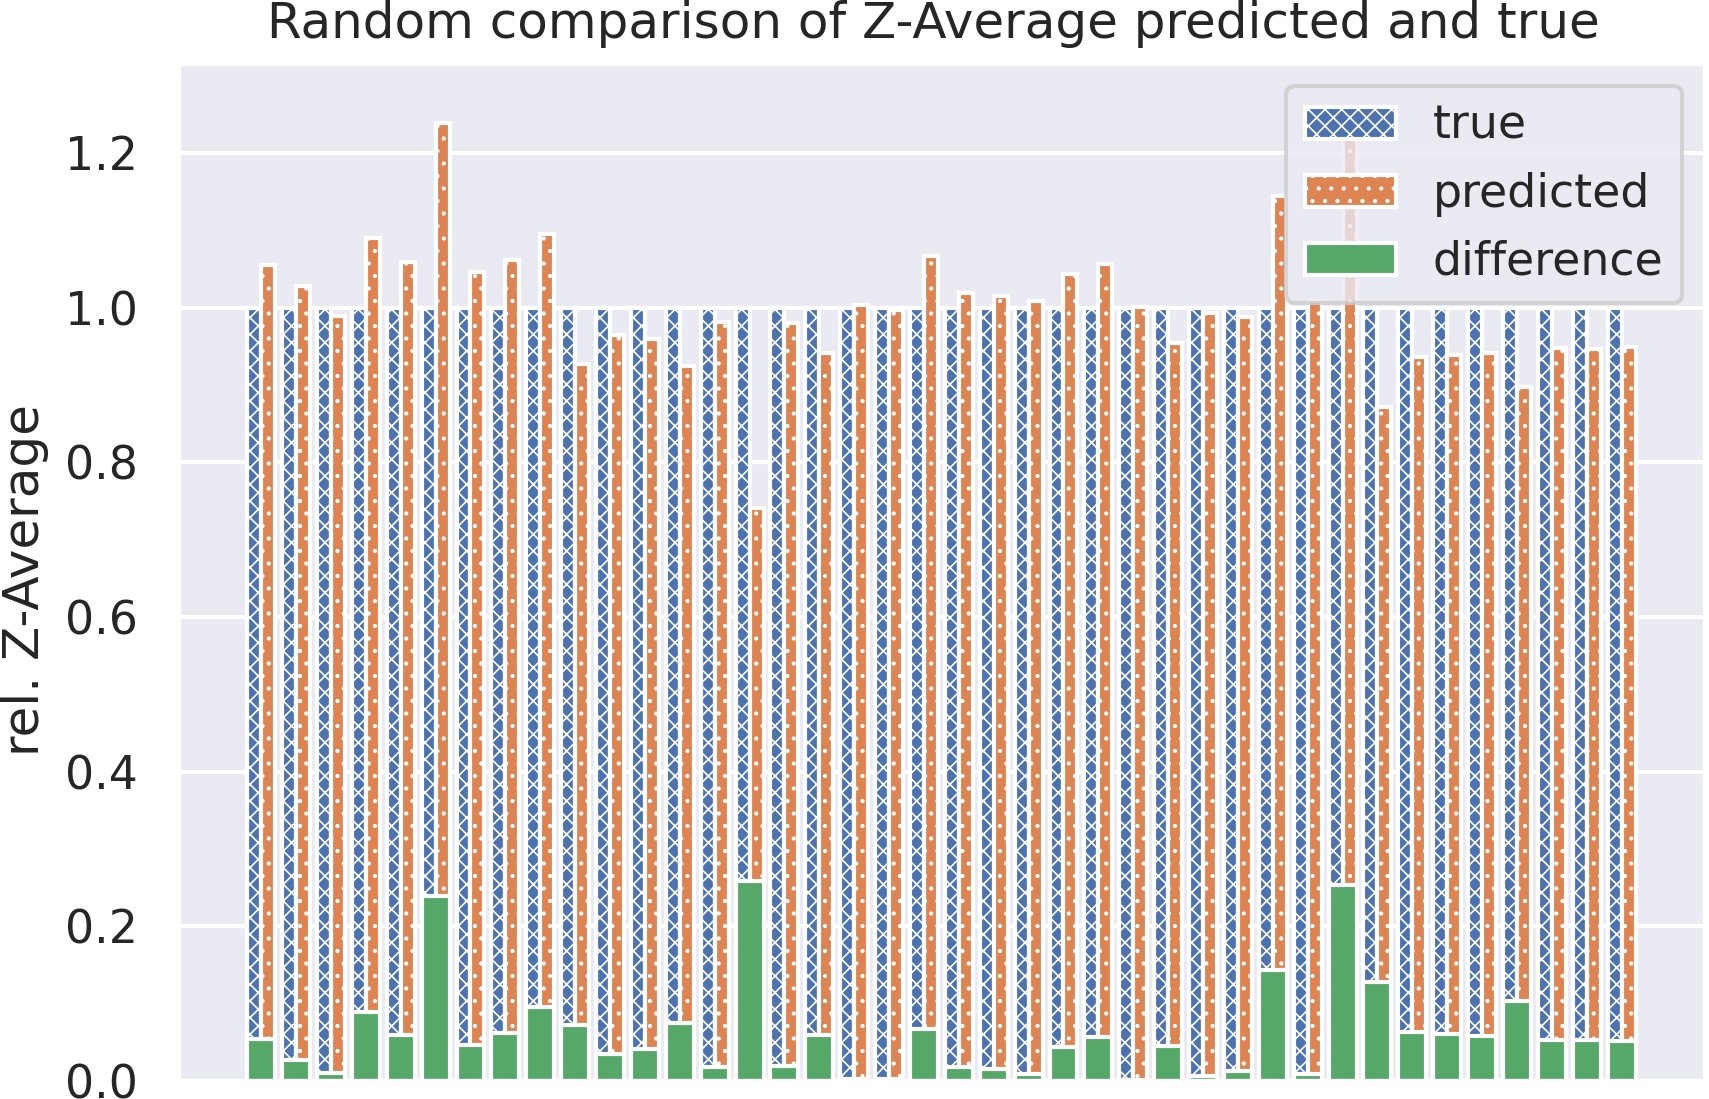 Random comparison of Z-Average predicted and true
rel. Z-Average
1.2
1.0
0.8
0.6
0.4
0.2
0.0
true
predicted
difference